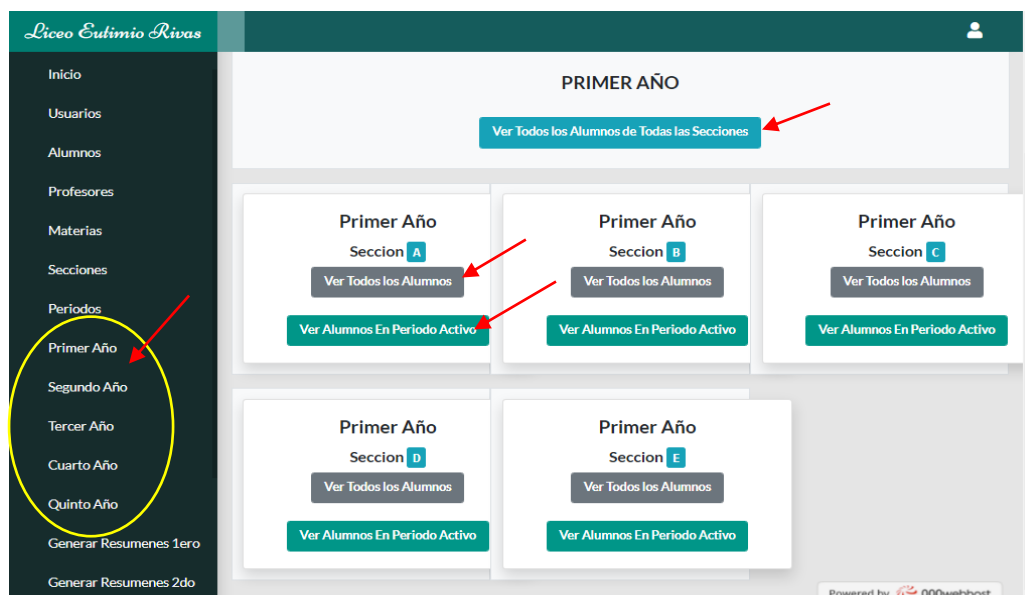 Liceo Eutimio Rivas
Inicio
Usuarios
Alumnos
Profesores
Materias
Secciones
Periodos
Primer Año
Segundo Año
Tercer Año
Cuarto Año
Quinto Año
Generar Resumenes 1ero
Generar Resumenes 2do
PRIMER AÑO
Ver Todos los Alumnos de Todas las Secciones
Primer Año
Seccion A
Ver Todos los Alumnos
Ver Alumnos En Periodo Activo
Primer Año
Seccion B
Ver Todos los Alumnos
Ver Alumnos En Periodo Activo
Primer Año
Seccion C
Ver Todos los Alumnos
Ver Alumnos En Periodo Activo
Primer Año
Seccion D
Ver Todos los Alumnos
Ver Alumnos En Periodo Activo
Primer Año
Seccion E
Ver Todos los Alumnos
Ver Alumnos En Periodo Activo
Powered by 000webhost